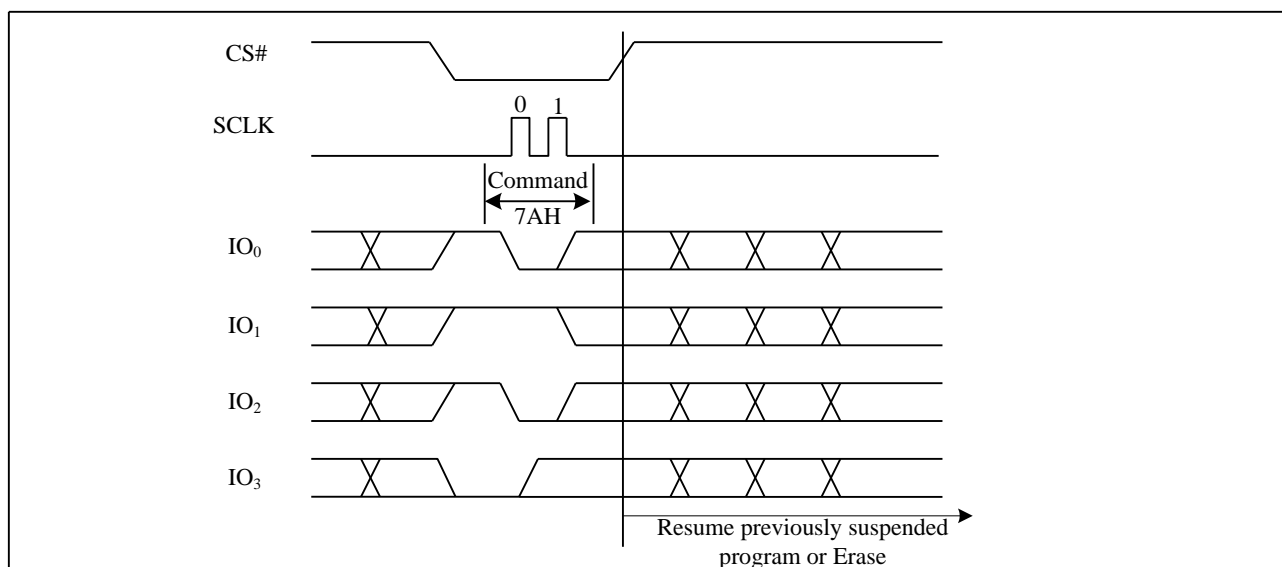 CS#
0 1
SCLK
Command
7AH
IO₀
IO₁
IO₂
IO₃
Resume previously suspended
program or Erase